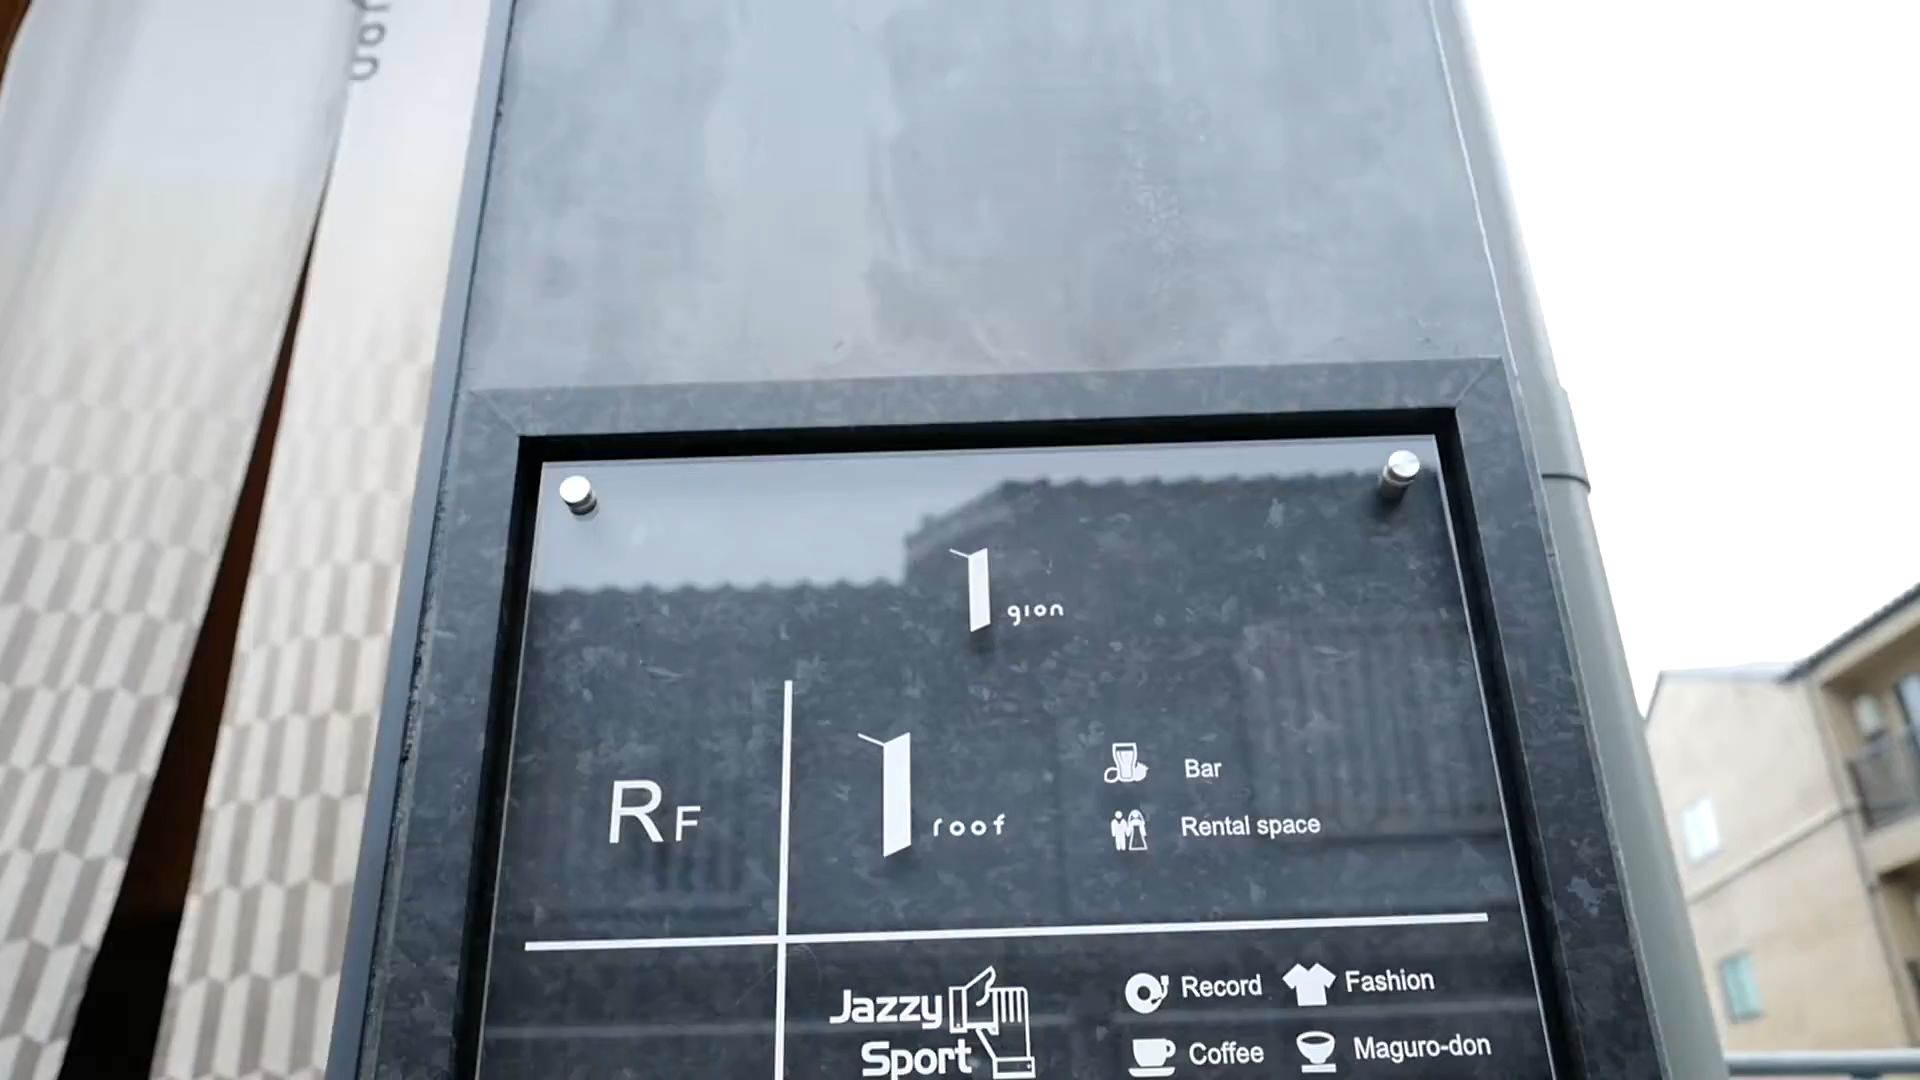 gion
RF
roof
Bar
Rental space
Jazzy
Sport
Record
Fashion
Coffee
Maguro-don